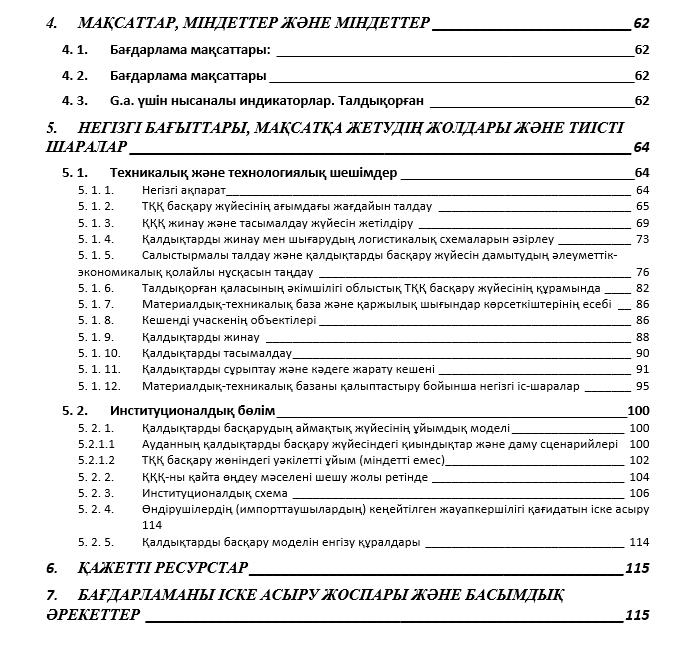 4. МАҚСАТТАР, МІНДЕТТЕР ЖӘНЕ МІНДЕТТЕР 62
4. 1. Бағдарлама мақсаттары: 62
4. 2. Бағдарлама мақсаттары 62
4. 3. G.a. үшін нысаналы индикаторлар. Талдықорған 62
5. НЕГІЗГІ БАҒЫТТАРЫ, МАҚСАТҚА ЖЕТУДІҢ ЖОЛДАРЫ ЖӘНЕ ТИІСТІ
ШАРАЛАР 64
5. 1. Техникалық және технологиялық шешімдер 64
5. 1. 1. Негізгі ақпарат 64
5. 1. 2. ТҚҚ басқару жүйесінің ағымдағы жағдайын талдау 65
5. 1. 3. ҚҚҚ жинау және тасымалдау жүйесін жетілдіру 69
5. 1. 4. Қалдықтарды жинау мен шығарудың логистикалық схемаларын әзірлеу 73
5. 1. 5. Салыстырмалы талдау және қалдықтарды басқару жүйесін дамытудың әлеуметтік-
экономикалық қолайлы нұсқасын таңдау 76
5. 1. 6. Талдықорған қаласының әкімшілігі облыстық ТҚҚ басқару жүйесінің құрамында 82
5. 1. 7. Материалдық-техникалық база және қаржылық шығындар көрсеткіштерінің есебі 86
5. 1. 8. Кешенді учаскенің объектілері 86
5. 1. 9. Қалдықтарды жинау 88
5. 1. 10. Қалдықтарды тасымалдау 90
5. 1. 11. Қалдықтарды сұрыптау және кәдеге жарату кешені 91
5. 1. 12. Материалдық-техникалық базаны қалыптастыру бойынша негізгі іс-шаралар 95
5. 2. Институционалдық бөлім 100
5. 2. 1. Қалдықтарды басқарудың аймақтық жүйесінің ұйымдық моделі 100
5.2.1.1 Ауданның қалдықтарды басқару жүйесіндегі қиындықтар және даму сценарийлері 100
5.2.1.2 ТҚҚ басқару жөніндегі уәкілетті ұйым (міндетті емес) 102
5. 2. 2. ҚҚҚ-ны қайта өңдеу мәселені шешу жолы ретінде 104
5. 2. 3. Институционалдық схема 106
5. 2. 4. Өндірушілердің (импорттаушылардың) кеңейтілген жауапкершілігі қағидатын іске асыру
114
5. 2. 5. Қалдықтарды басқару моделін енгізу құралдары 114
6. ҚАЖЕТТІ РЕСУРСТАР 115
7. БАҒДАРЛАМАНЫ ІСКЕ АСЫРУ ЖОСПАРЫ ЖӘНЕ БАСЫМДЫҚ
ӘРЕКЕТТЕР 115